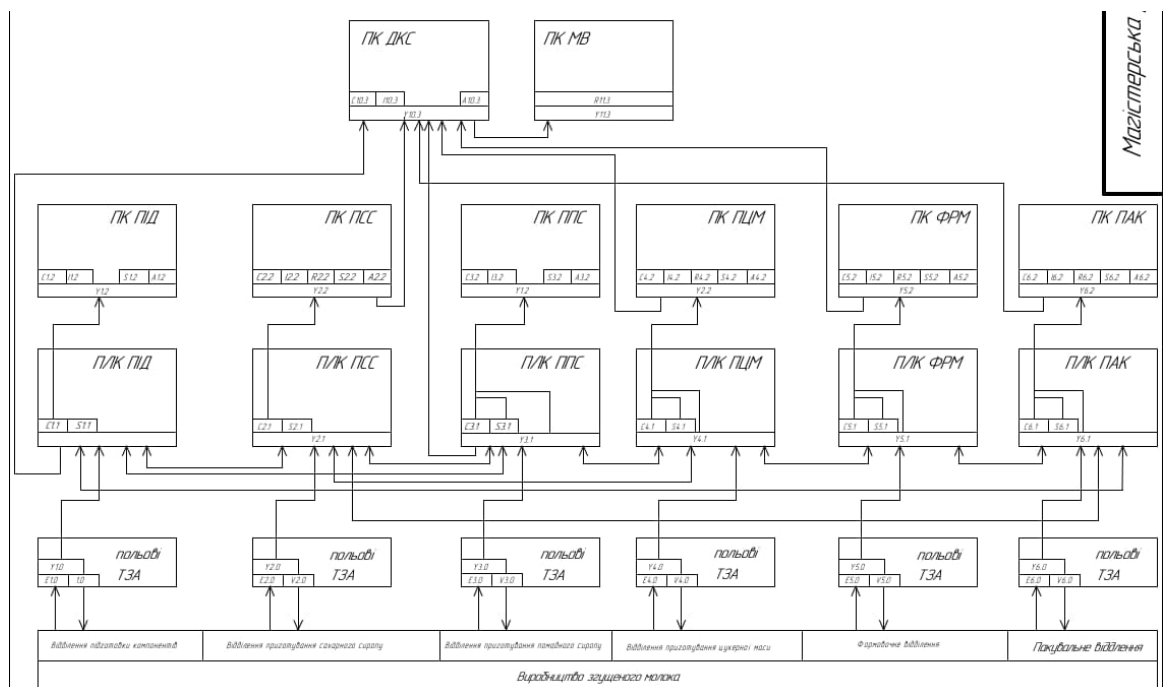 ПК ДКС
ПК МВ
C10.3 I10.3 A10.3
R11.3
Y10.3
Y11.3
Магістерська
ПК ПІД
ПК ПСС
ПК ППС
ПК ПЦМ
ПК ФРМ
ПК ПАК
C1.2 I1.2 S1.2 A1.2
C2.2 I2.2 R2.2 S2.2 A2.2
C3.2 I3.2 S3.2 A3.2
C4.2 I4.2 R4.2 S4.2 A4.2
C5.2 I5.2 R5.2 S5.2 A5.2
C6.2 I6.2 R6.2 S6.2 A6.2
Y1.2
Y2.2
Y1.2
Y2.2
Y5.2
Y6.2
ПЛК ПІД
ПЛК ПСС
ПЛК ППС
ПЛК ПЦМ
ПЛК ФРМ
ПЛК ПАК
C1.1 S1.1
C2.1 S2.1
C3.1 S3.1
C4.1 S4.1
C5.1 S5.1
C6.1 S6.1
Y2.1
Y3.1
Y4.1
Y5.1
Y6.1
польові
ТЗА
Y1.0
E1.0 1.0
польові
ТЗА
Y2.0
E2.0 V2.0
польові
ТЗА
Y3.0
E3.0 V3.0
польові
ТЗА
Y4.0
E4.0 V4.0
польові
ТЗА
Y5.0
E5.0 V5.0
польові
ТЗА
Y6.0
E6.0 V6.0
Відділення підготовки компонентів
Відділення приготування сахарного сиропу
Відділення приготування помадного сиропу
Відділення приготування цукерної маси
Формовочне відділення
Пакувальне відділення
Виробництво згущеного молока